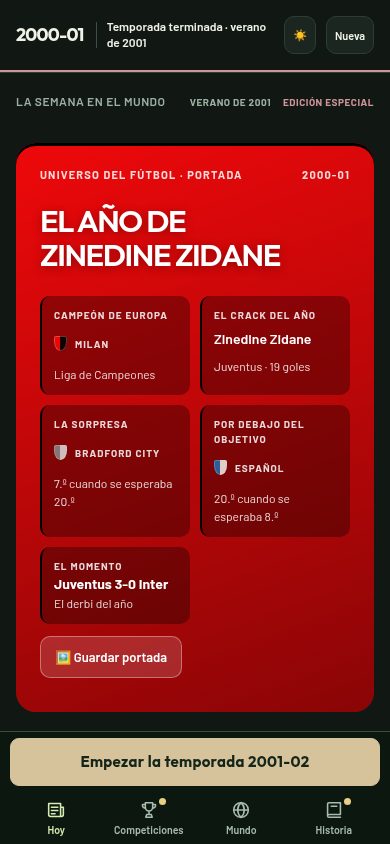 2000-01
Temporada terminada · verano
de 2001
Nueva
LA SEMANA EN EL MUNDO
VERANO DE 2001
EDICIÓN ESPECIAL
UNIVERSO DEL FÚTBOL · PORTADA
2000-01
EL AÑO DE
ZINEDINE ZIDANE
CAMPEÓN DE EUROPA
MILAN
Liga de Campeones
EL CRACK DEL AÑO
Zinedine Zidane
Juventus · 19 goles
LA SORPRESA
BRADFORD CITY
7.º cuando se esperaba
20.º
POR DEBAJO DEL
OBJETIVO
ESPAÑOL
20.º cuando se
esperaba 8.º
EL MOMENTO
Juventus 3-0 Inter
El derbi del año
🖼️ Guardar portada
Empezar la temporada 2001-02
Hoy
Competiciones
Mundo
Historia